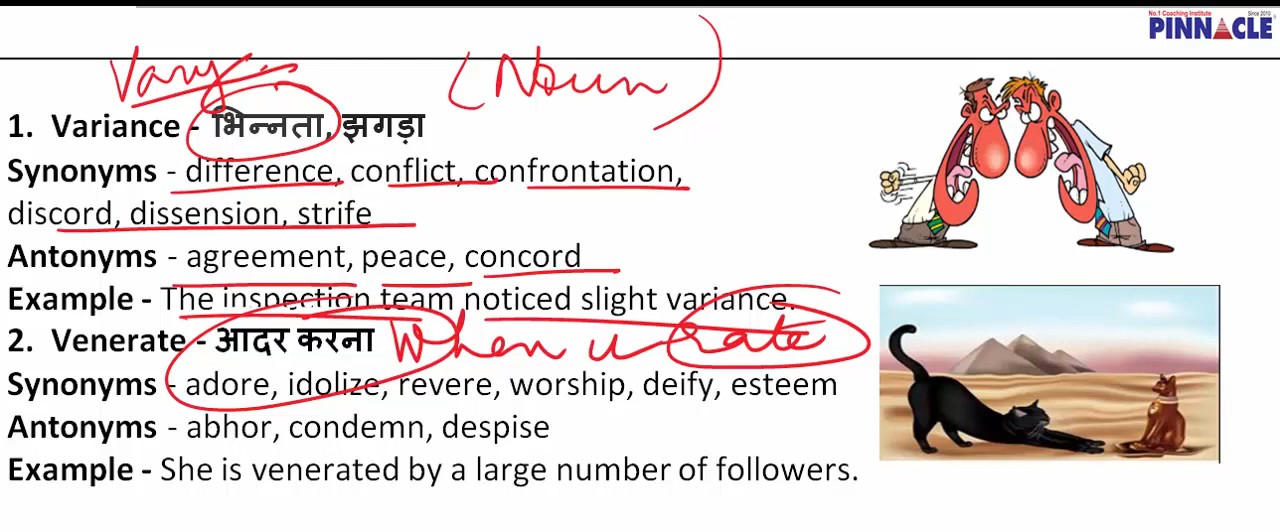 No.1 Coaching Institute Since 2010
PINNACLE
Vary (Noun)
1. Variance - भिन्नता, झगड़ा
Synonyms - difference, conflict, confrontation,
discord, dissension, strife
Antonyms - agreement, peace, concord
Example - The inspection team noticed slight variance.
2. Venerate - आदर करना When u rate
Synonyms - adore, idolize, revere, worship, deify, esteem
Antonyms - abhor, condemn, despise
Example - She is venerated by a large number of followers.